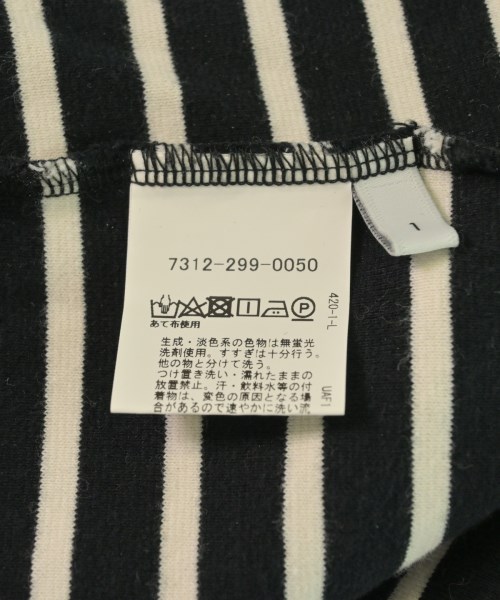 7312-299-0050
あて布使用
生成・淡色系の色物は無蛍光
洗剤使用。すすぎは十分行う。
他の物と分けて洗う。
つけ置き洗い・濡れたままの
放置禁止。汗・飲料水等の付
着物は、変色の原因となる場
合があるので速やかに洗い流
420-1-L
UAF1
1